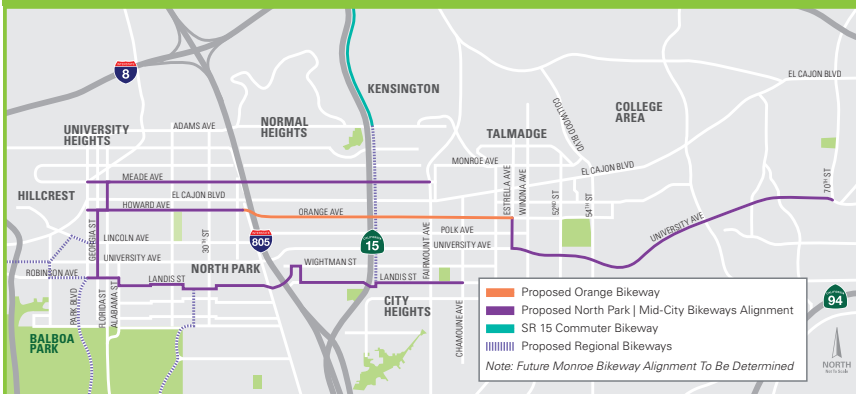 8
KENSINGTON
EL CAJON BLVD
COLLEGE
AREA
COLLWOOD BLVD
ADAMS AVE
NORMAL
HEIGHTS
UNIVERSITY
HEIGHTS
TALMADGE
MONROE AVE
EL CAJON BLVD
MEADE AVE
HILLCREST
EL CAJON BLVD
HOWARD AVE
ORANGE AVE
ESTRELLA AVE
WINONA AVE
52ND ST
54TH ST
70TH ST
GEORGIA ST
LINCOLN AVE
30TH ST
805
CALIFORNIA
15
FAIRMOUNT AVE
POLK AVE
UNIVERSITY AVE
UNIVERSITY AVE
UNIVERSITY AVE
WIGHTMAN ST
ROBINSON AVE
NORTH PARK
LANDIS ST
LANDIS ST
PARK BLVD
FLORIDA ST
ALABAMA ST
CITY
HEIGHTS
CHAMOUNE AVE
BALBOA
PARK
Proposed Orange Bikeway
Proposed North Park | Mid-City Bikeways Alignment
SR 15 Commuter Bikeway
Proposed Regional Bikeways
Note: Future Monroe Bikeway Alignment To Be Determined
CALIFORNIA
94
NORTH
Not To Scale